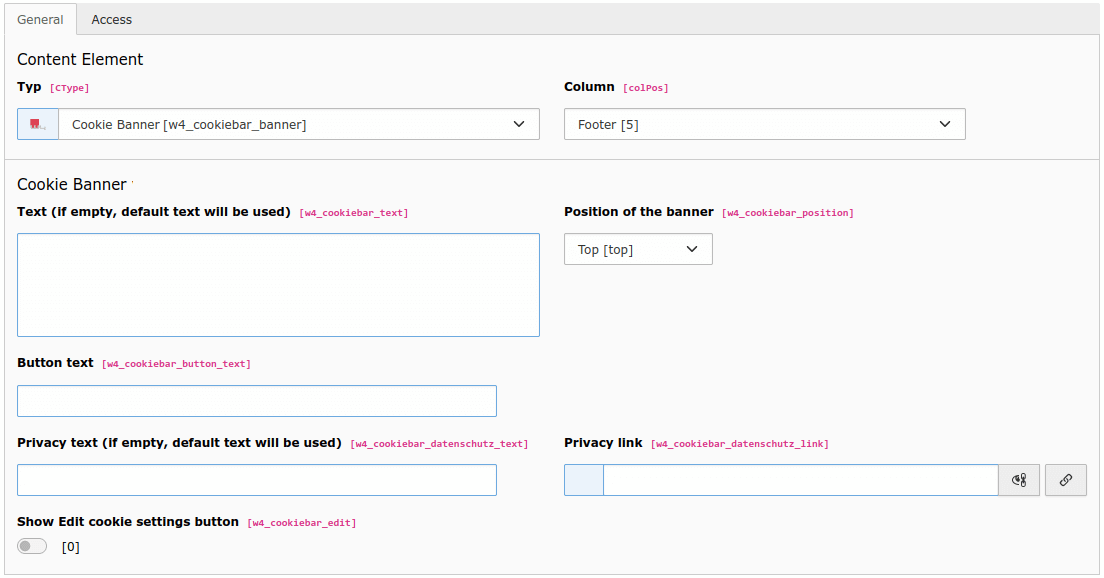 General Access
Content Element
Typ [CType] Column [colPos]
Cookie Banner [w4_cookiebar_banner] Footer [5]
Cookie Banner
Text (if empty, default text will be used) [w4_cookiebar_text] Position of the banner [w4_cookiebar_position]
Top [top]
Button text [w4_cookiebar_button_text]
Privacy text (if empty, default text will be used) [w4_cookiebar_datenschutz_text] Privacy link [w4_cookiebar_datenschutz_link]
Show Edit cookie settings button [w4_cookiebar_edit]
[0]